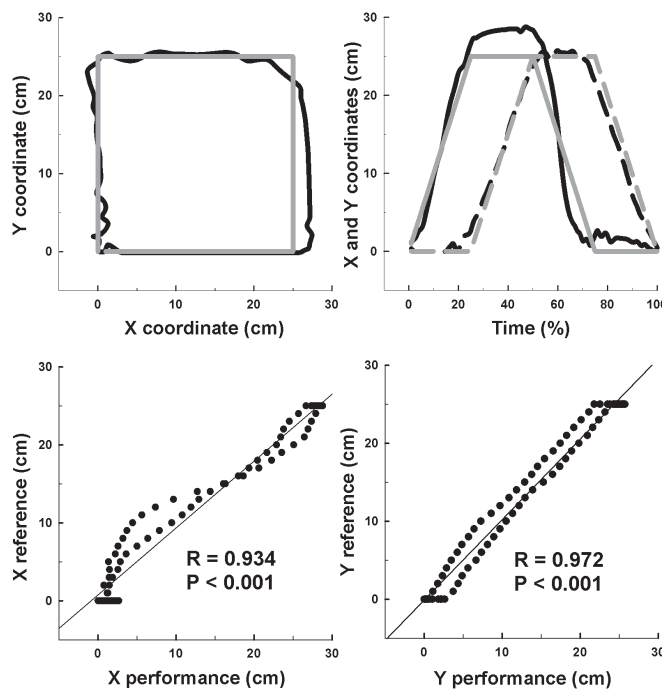 30
20
10
0
Y coordinate (cm)
0 10 20 30
X coordinate (cm)
30
20
10
0
X and Y coordinates (cm)
0 20 40 60 80 100
Time (%)
30
20
10
0
X reference (cm)
R = 0.934
P < 0.001
0 10 20 30
X performance (cm)
30
20
10
0
Y reference (cm)
R = 0.972
P < 0.001
0 10 20 30
Y performance (cm)